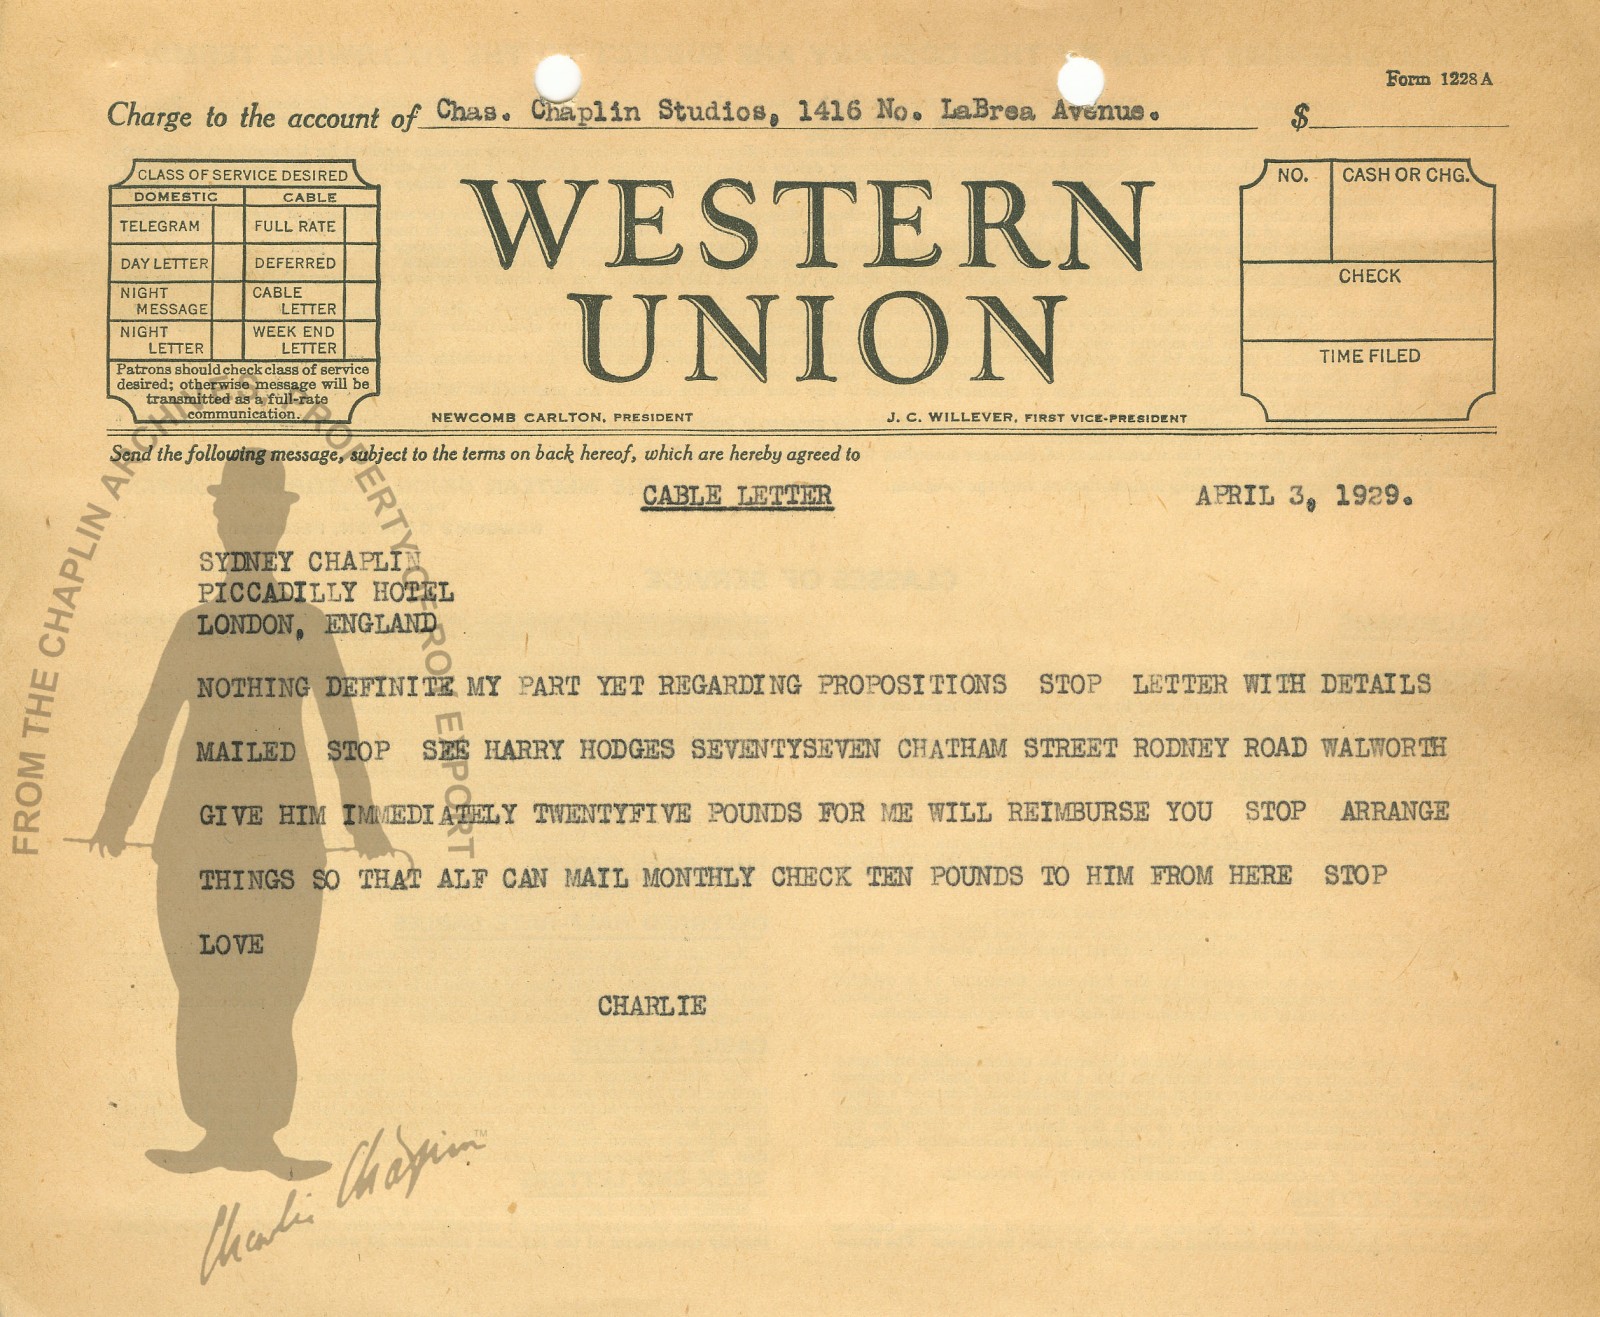 Form 1228 A
Charge to the account of Chas. Chaplin Studios, 1416 No. LaBrea Avenue. $
CLASS OF SERVICE DESIRED
DOMESTIC CABLE
TELEGRAM FULL RATE
DAY LETTER DEFERRED
NIGHT MESSAGE CABLE LETTER
NIGHT LETTER WEEK END LETTER
Patrons should check class of service
desired; otherwise message will be
transmitted as a full-rate
communication.
WESTERN
UNION
NEWCOMB CARLTON, PRESIDENT J. C. WILLEVER, FIRST VICE-PRESIDENT
NO. CASH OR CHG.
CHECK
TIME FILED
Send the following message, subject to the terms on back hereof, which are hereby agreed to
CABLE LETTER APRIL 3, 1929.
SYDNEY CHAPLIN
PICCADILLY HOTEL
LONDON, ENGLAND
NOTHING DEFINITE MY PART YET REGARDING PROPOSITIONS STOP LETTER WITH DETAILS
MAILED STOP SEE HARRY HODGES SEVENTYSEVEN CHATHAM STREET RODNEY ROAD WALWORTH
GIVE HIM IMMEDIATELY TWENTYFIVE POUNDS FOR ME WILL REIMBURSE YOU STOP ARRANGE
THINGS SO THAT ALF CAN MAIL MONTHLY CHECK TEN POUNDS TO HIM FROM HERE STOP
LOVE
CHARLIE
FROM THE CHAPLIN ARCHIVES, PROPERTY OF ROY EXPORT
Charlie Chaplin™